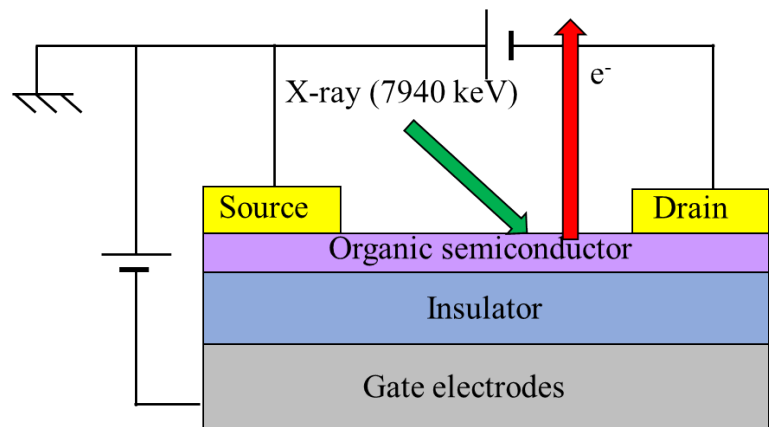 X-ray (7940 keV)
e-
Source
Drain
Organic semiconductor
Insulator
Gate electrodes